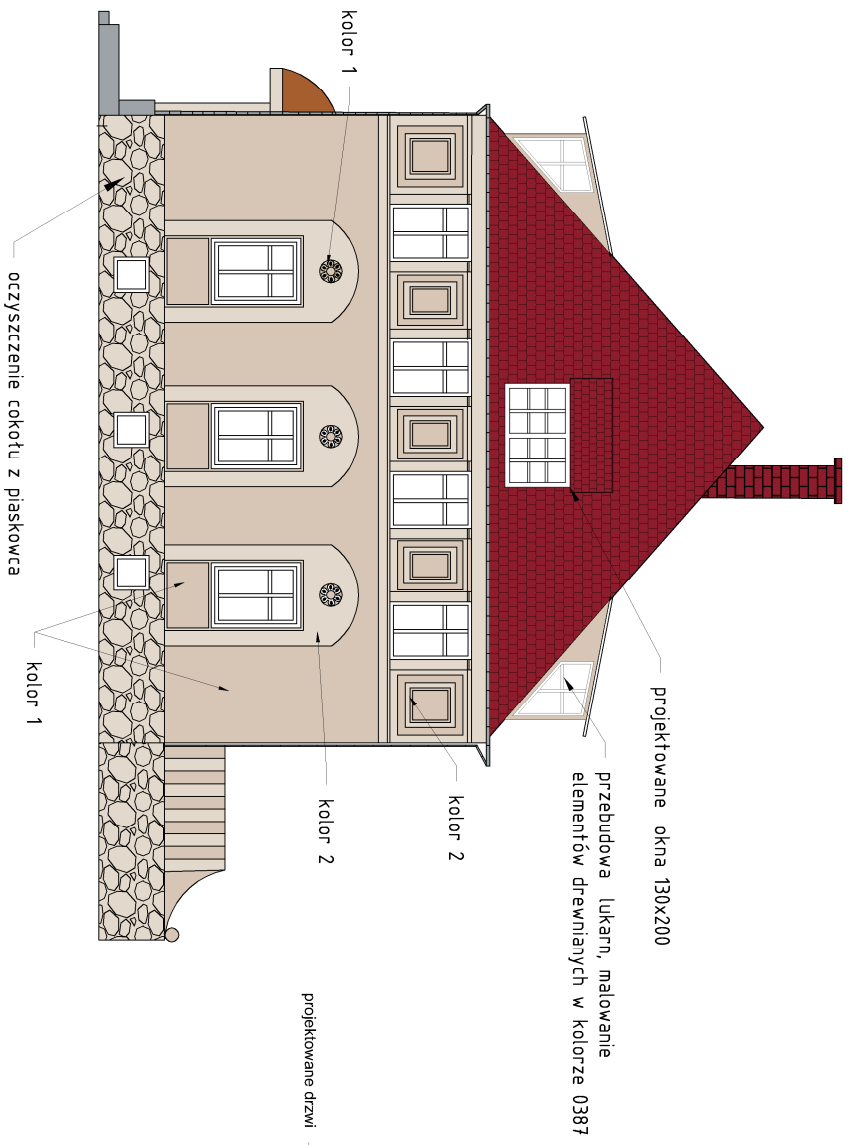 projektowane okna 130x200
przebudowa lukarn, malowanie
elementów drewnianych w kolorze 0387
kolor 1
kolor 2
kolor 2
projektowane drzwi
kolor 1
oczyszczenie cokołu z piaskowca